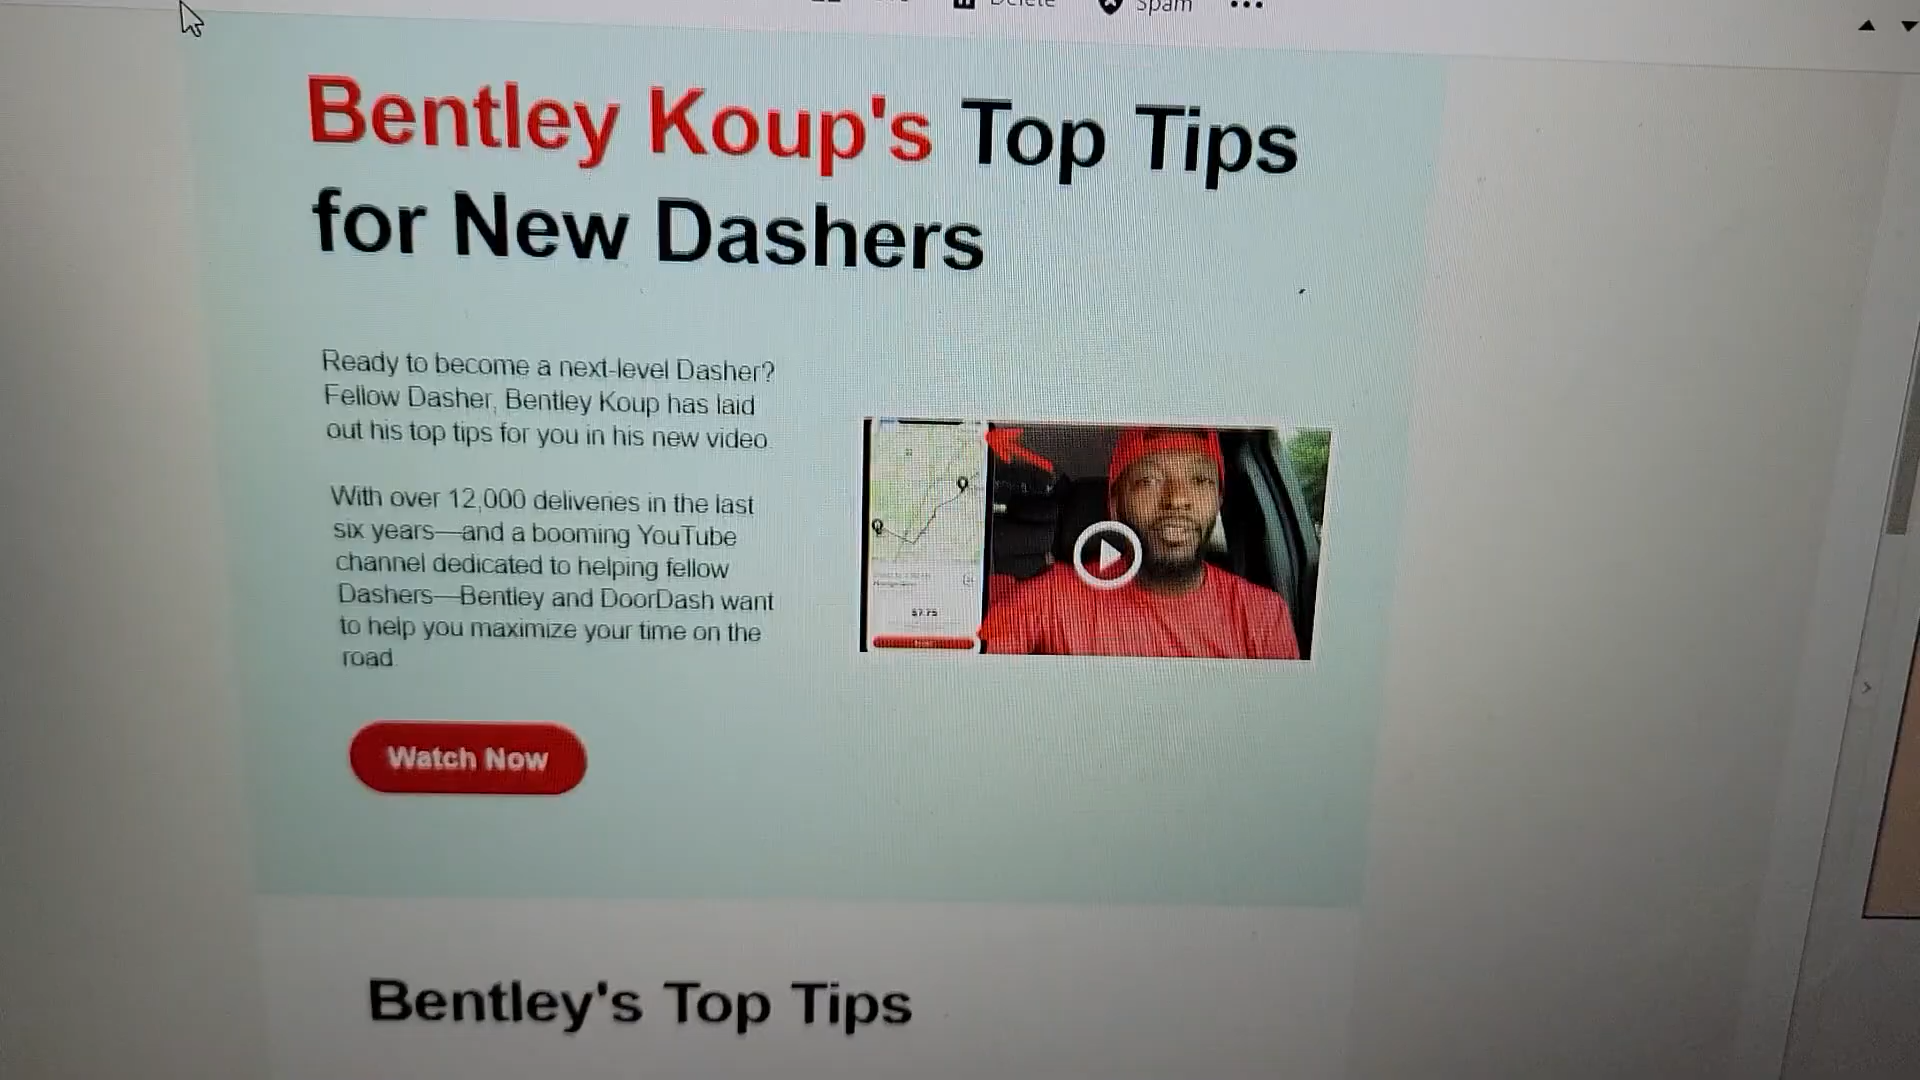 Delete Spam
Bentley Koup's Top Tips
for New Dashers
Ready to become a next-level Dasher?
Fellow Dasher, Bentley Koup has laid
out his top tips for you in his new video.
With over 12,000 deliveries in the last
six years—and a booming YouTube
channel dedicated to helping fellow
Dashers—Bentley and DoorDash want
to help you maximize your time on the
road.
$7.75
Watch Now
Bentley's Top Tips